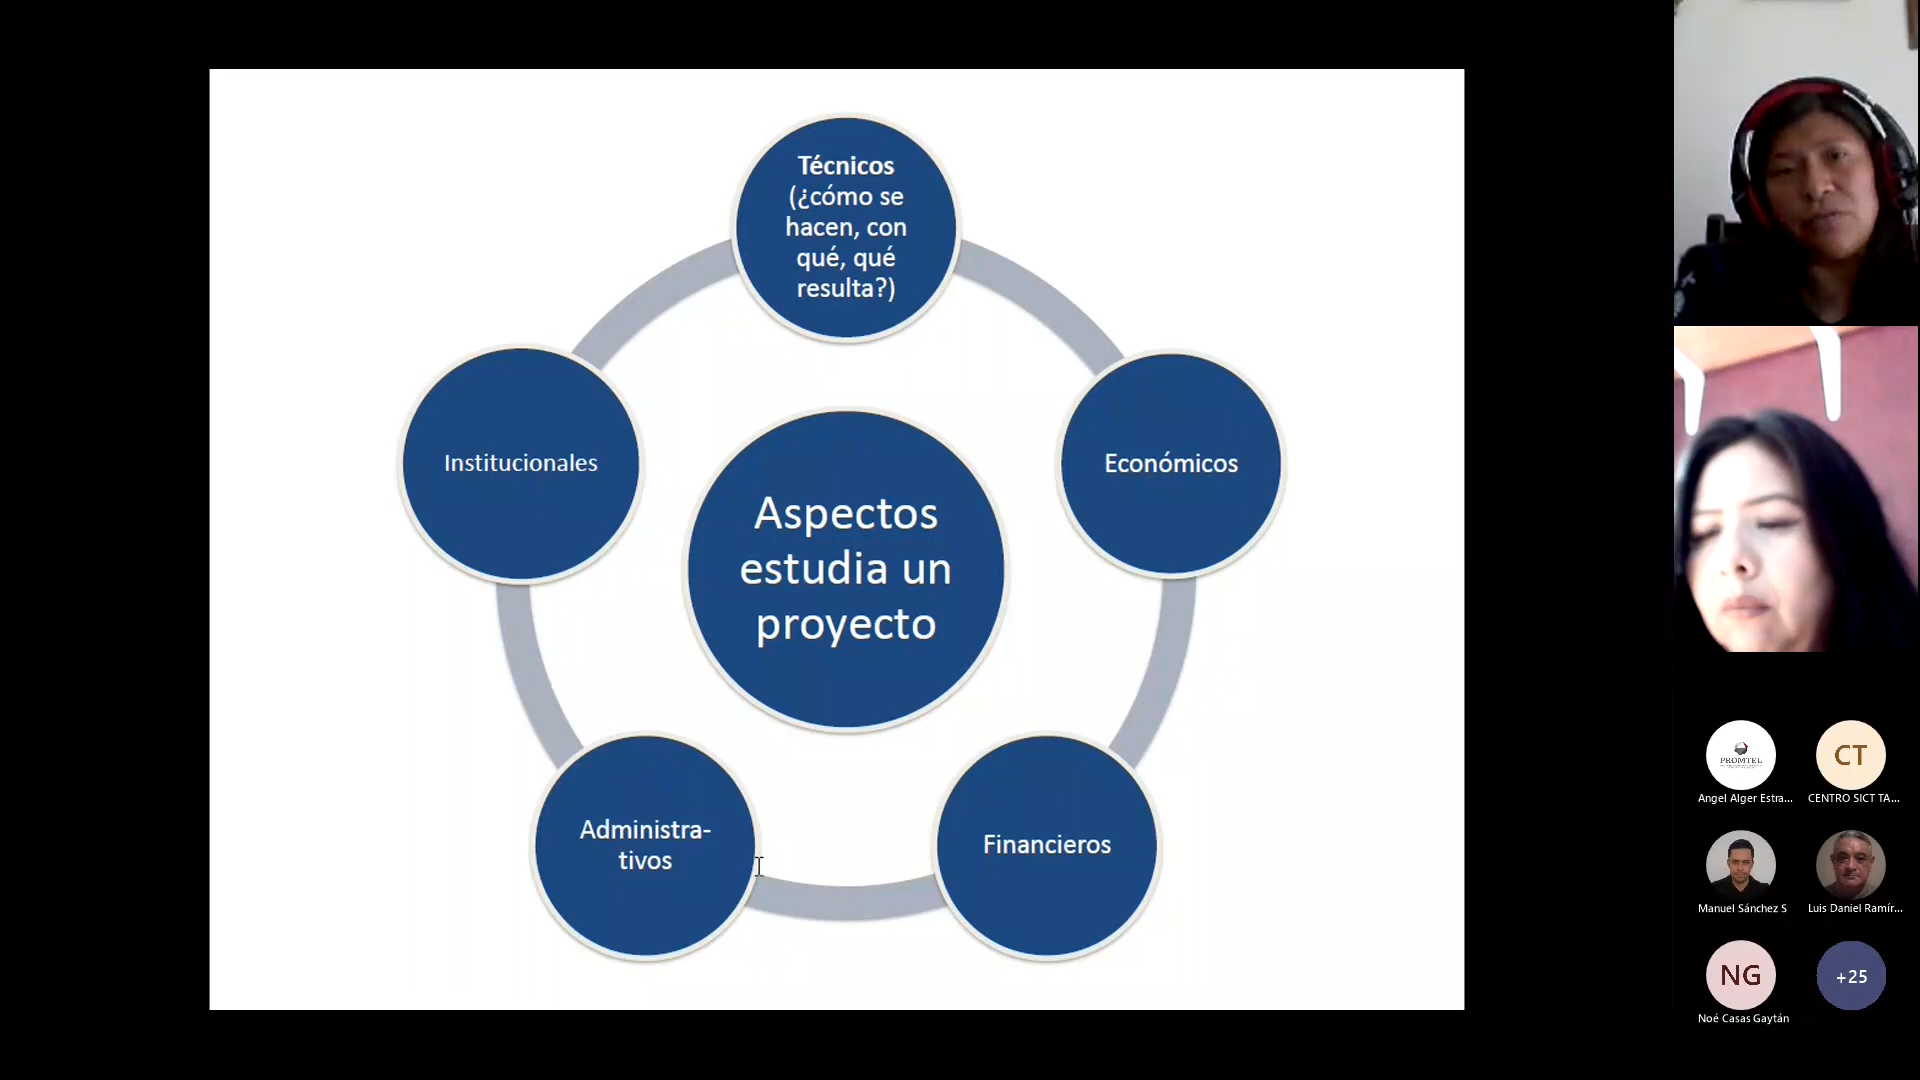 Técnicos
(¿cómo se
hacen, con
qué, qué
resulta?)
Institucionales
Económicos
Aspectos
estudia un
proyecto
Administra-
tivos
Financieros
PROMTEL
CT
Angel Alger Estra...
CENTRO SICT TA...
Manuel Sánchez S
Luis Daniel Ramír...
NG
+25
Noé Casas Gaytán